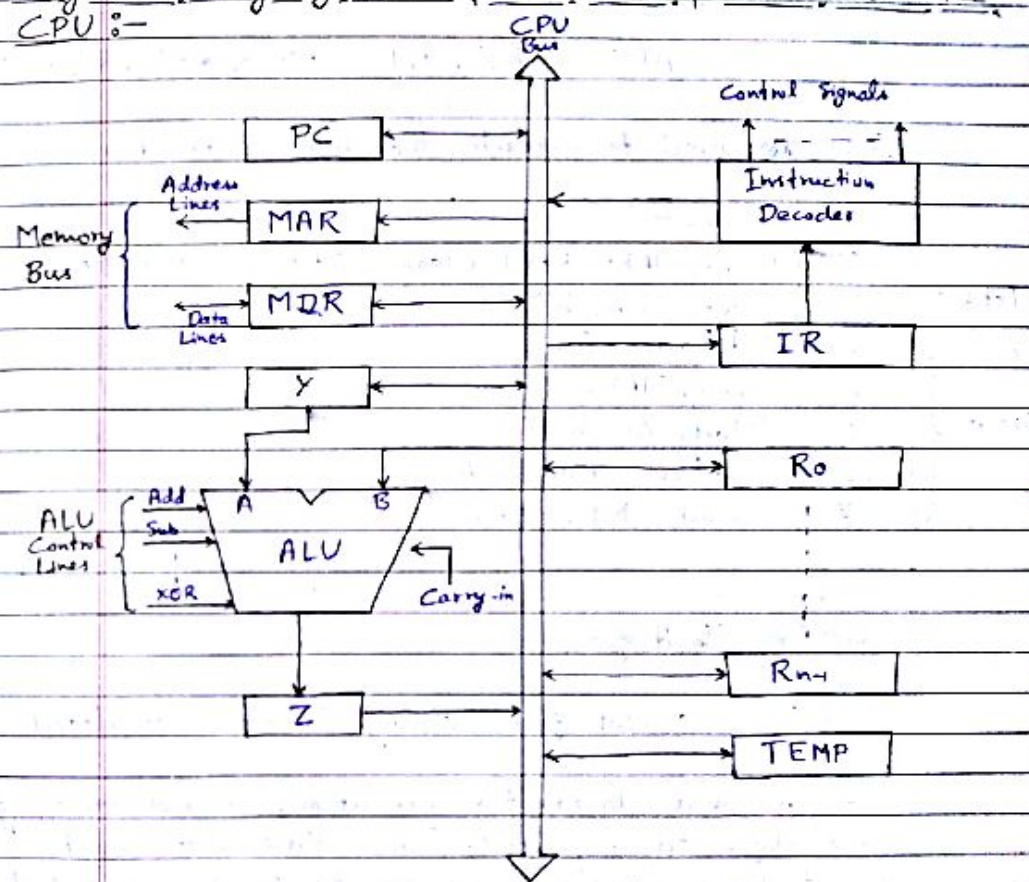 CPU :-
CPU
Bus
Control Signals
PC
Instruction
Decoder
Address
Lines
MAR
Memory
Bus
MDR
Data
Lines
IR
Y
R0
A
B
Add
Sub
XOR
ALU
Control
Lines
ALU
Carry-in
Rn-1
Z
TEMP